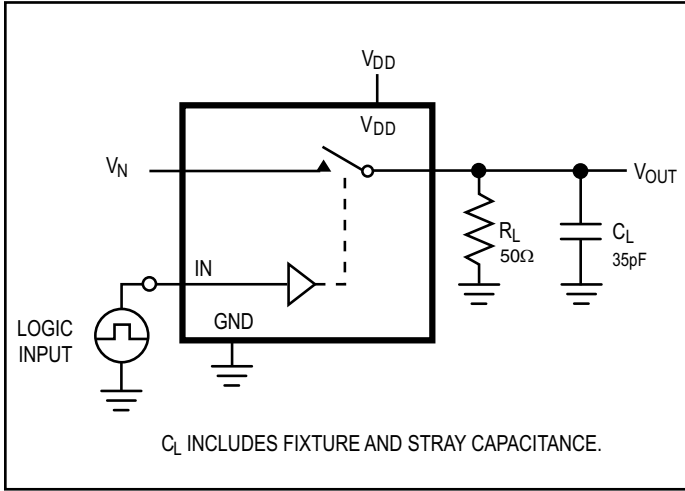 VDD
VDD
VN
VOUT
RL
50Ω
CL
35pF
IN
GND
LOGIC
INPUT
CL INCLUDES FIXTURE AND STRAY CAPACITANCE.